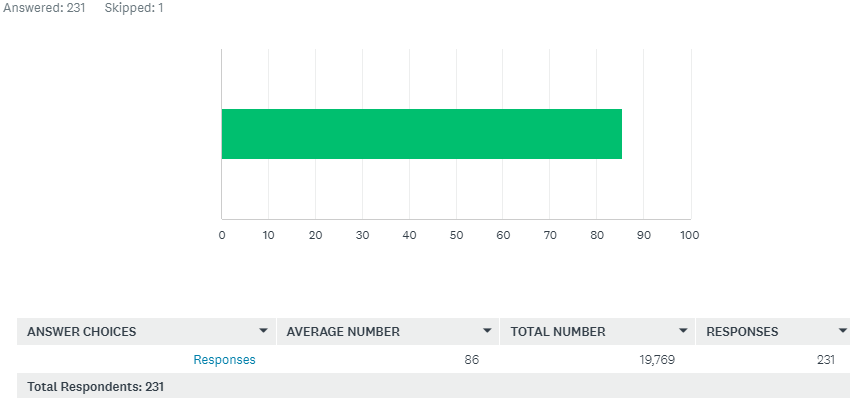 Answered: 231 Skipped: 1
0 10 20 30 40 50 60 70 80 90 100
ANSWER CHOICES AVERAGE NUMBER TOTAL NUMBER RESPONSES
Responses 86 19,769 231
Total Respondents: 231